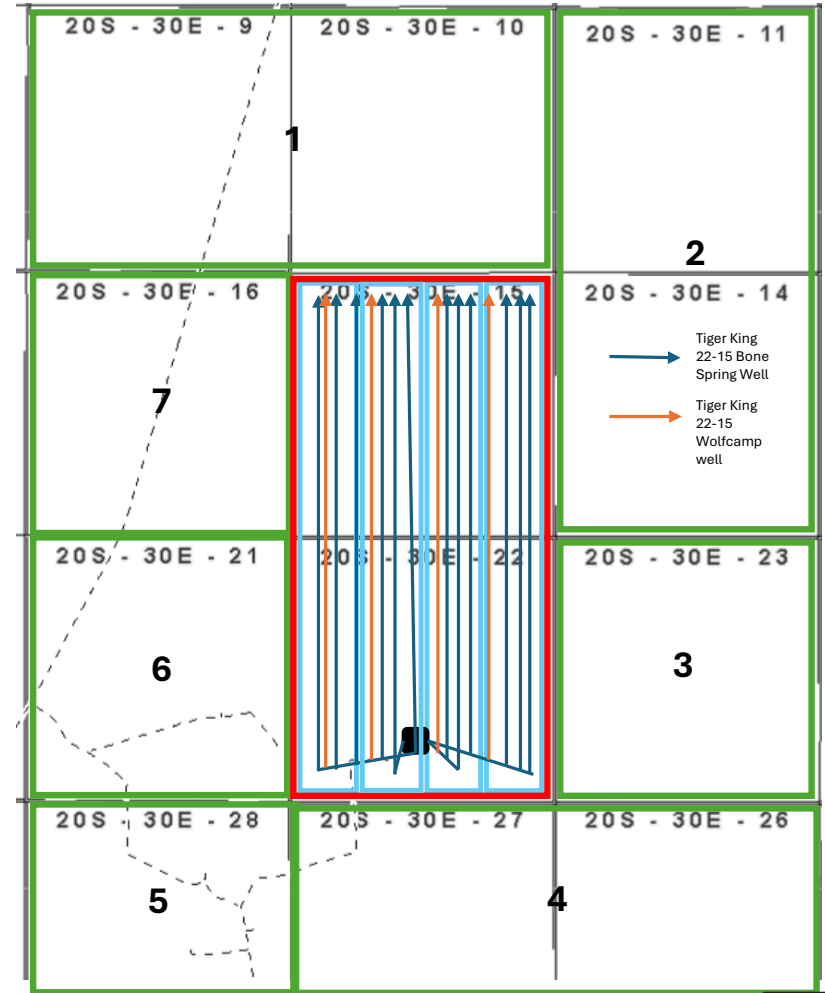 20S - 30E - 9
20S - 30E - 10
20S - 30E - 11
1
2
20S - 30E - 16
20S - 30E - 15
20S - 30E - 14
Tiger King
22-15 Bone
Spring Well
Tiger King
22-15
Wolfcamp
well
7
20S - 30E - 21
20S - 30E - 22
20S - 30E - 23
6
3
20S - 30E - 28
20S - 30E - 27
20S - 30E - 26
5
4